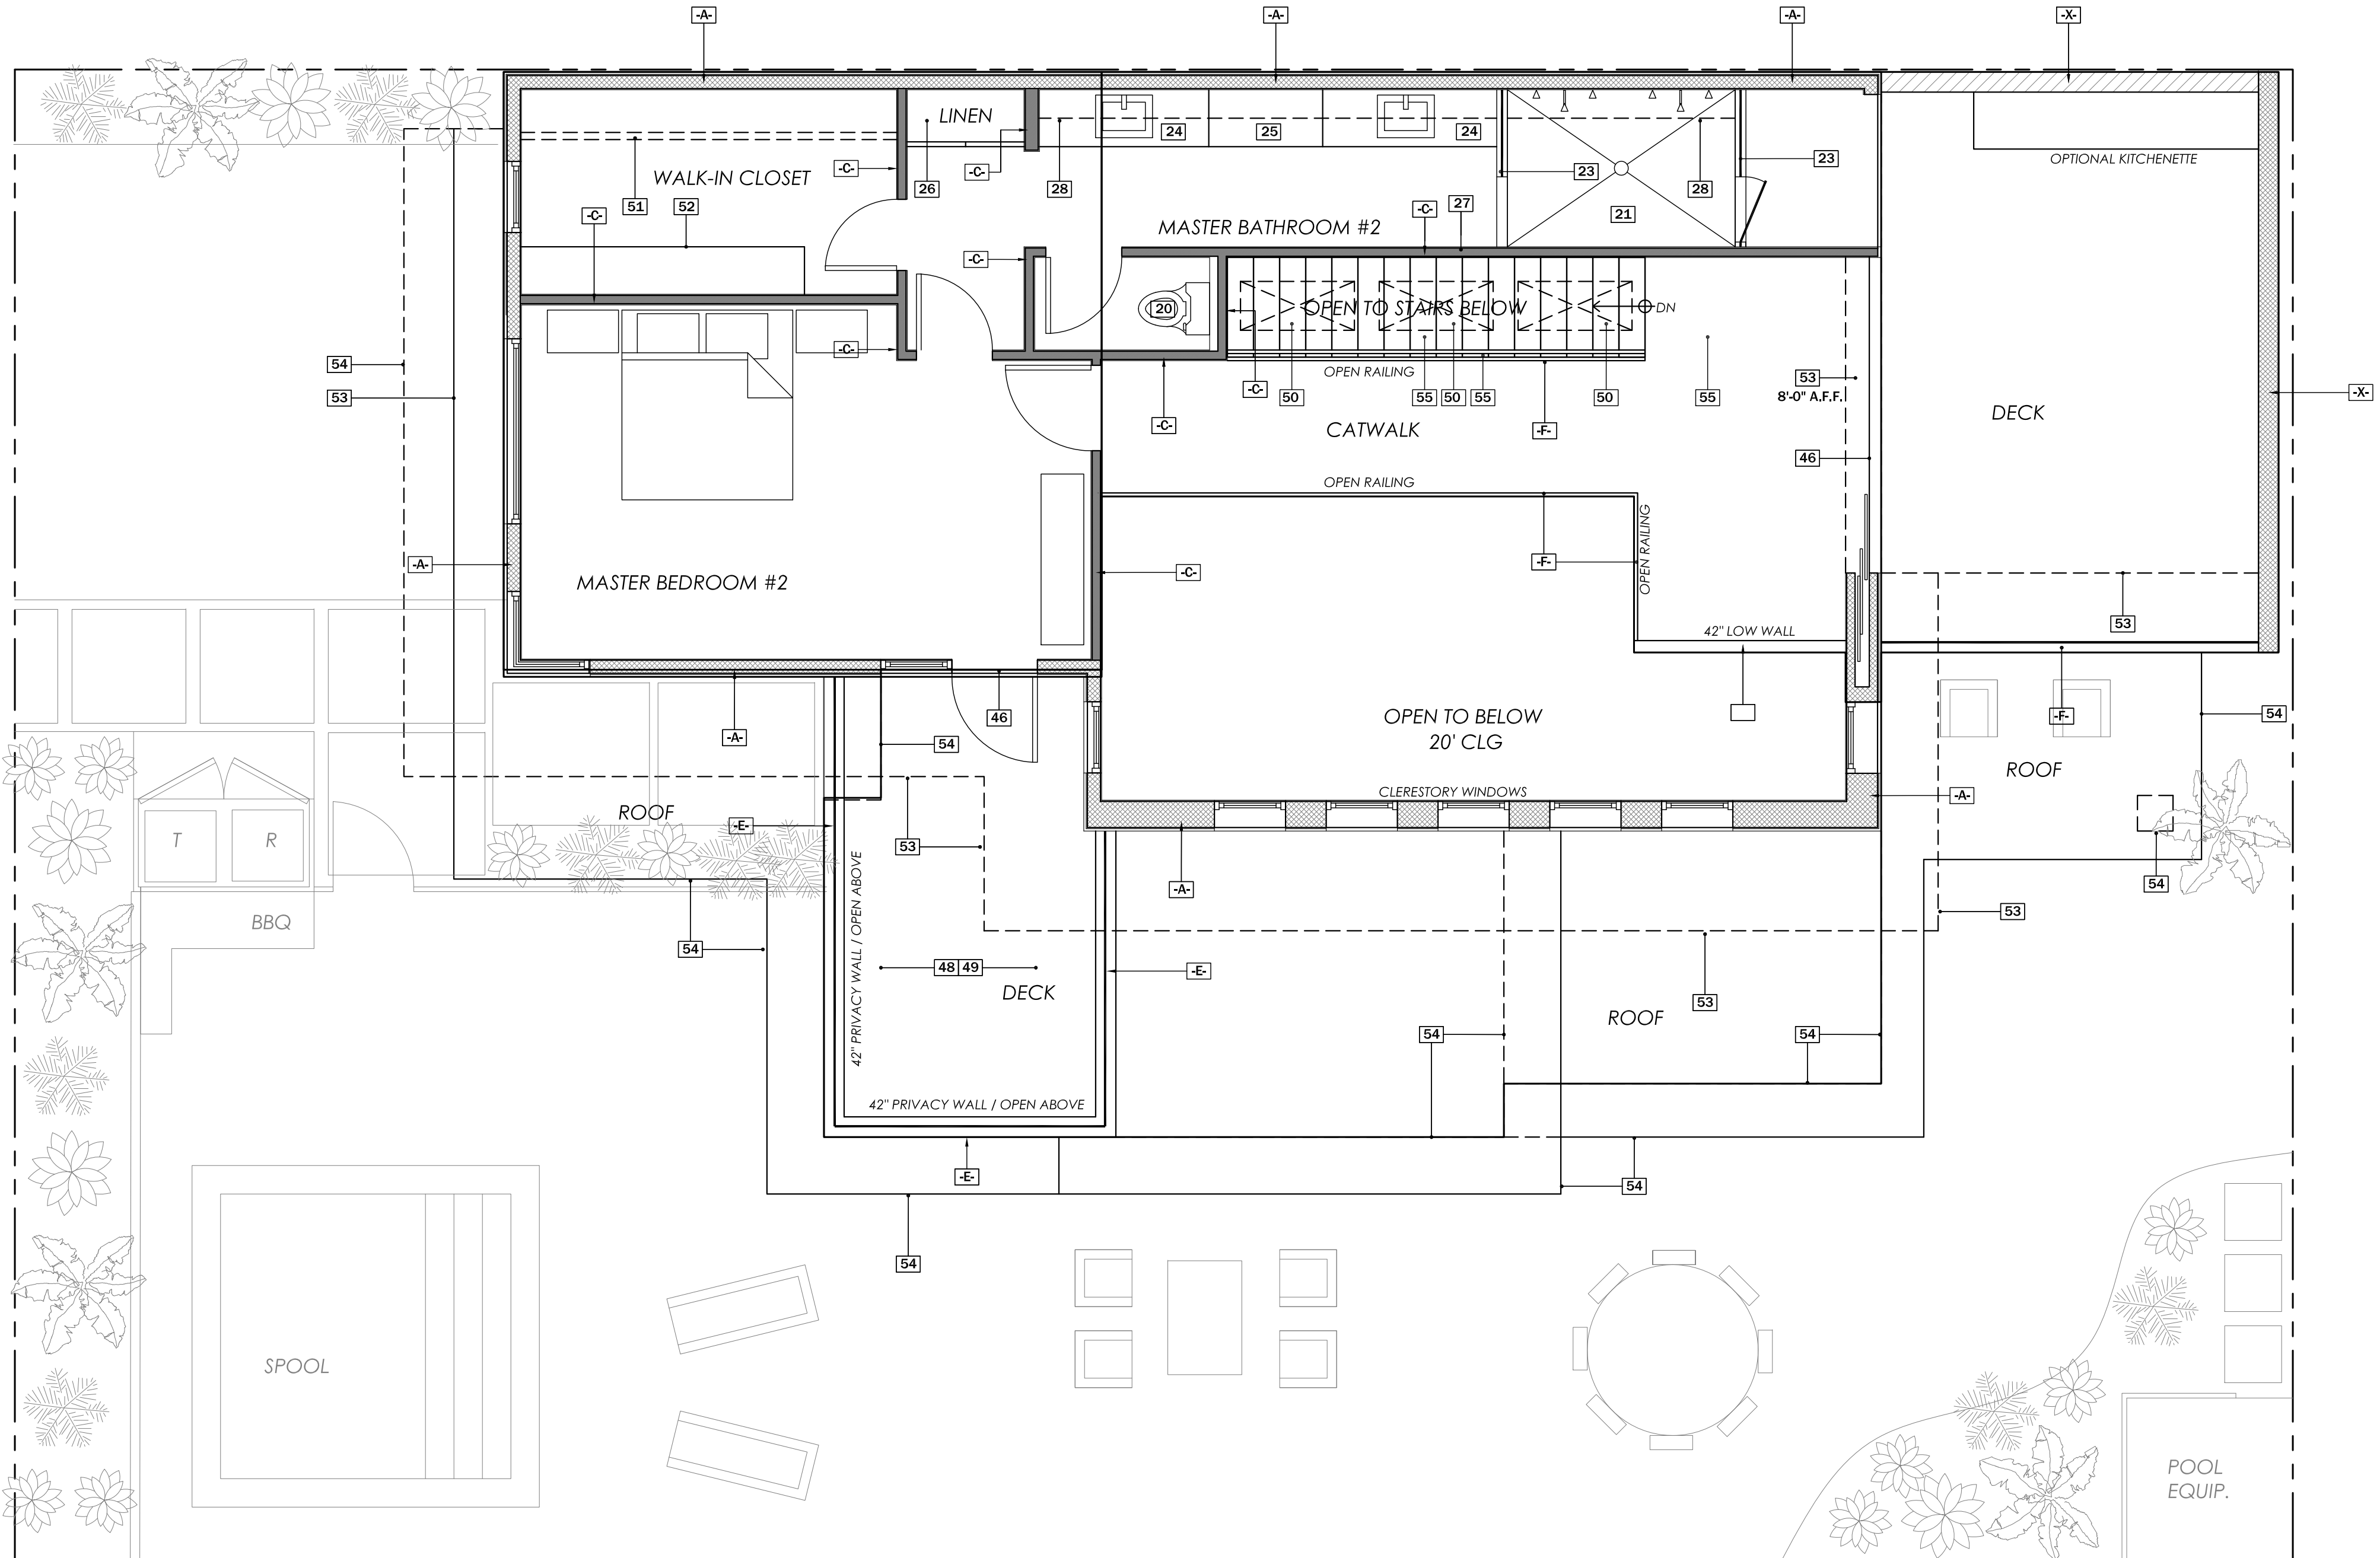 -A-
-A-
-A-
-X-
LINEN
24
25
24
OPTIONAL KITCHENETTE
23
23
-C-
-C-
WALK-IN CLOSET
26
28
28
51
52
-C-
-C-
27
21
MASTER BATHROOM #2
-C-
20
OPEN TO STAIRS BELOW
DN
-C-
54
OPEN RAILING
53
8'-0" A.F.F.
-C-
-X-
53
50
55
50
55
50
55
DECK
-C-
CATWALK
-F-
46
OPEN RAILING
OPEN RAILING
-A-
-C-
-F-
MASTER BEDROOM #2
53
42" LOW WALL
46
-A-
54
OPEN TO BELOW
20' CLG
-F-
54
ROOF
CLERESTORY WINDOWS
-A-
ROOF
-E-
T
R
53
54
-A-
BBQ
53
54
42" PRIVACY WALL / OPEN ABOVE
48
49
-E-
DECK
53
ROOF
54
54
42" PRIVACY WALL / OPEN ABOVE
-E-
54
54
SPOOL
POOL
EQUIP.